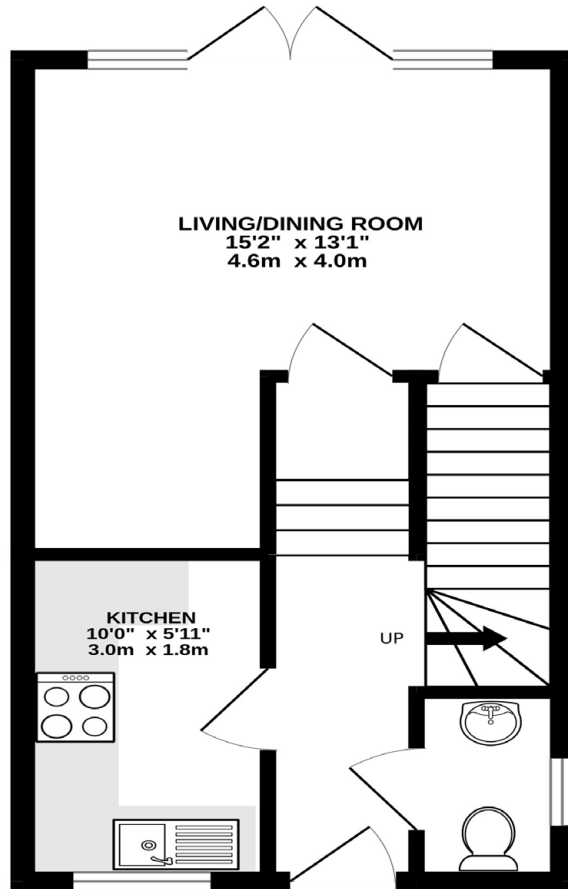 LIVING/DINING ROOM
15'2" x 13'1"
4.6m x 4.0m
KITCHEN
10'0" x 5'11"
3.0m x 1.8m
UP